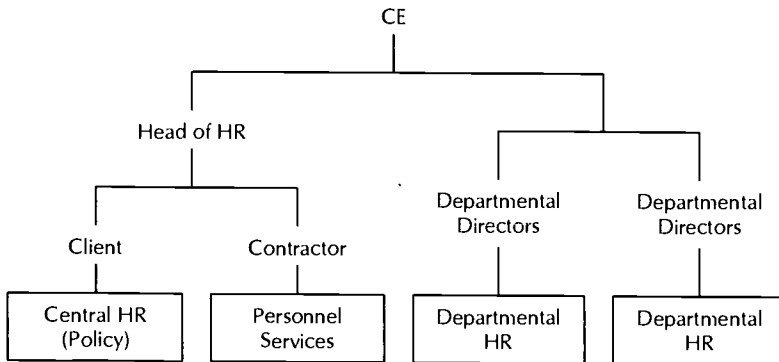 CE
Head of HR
Departmental
Directors
Departmental
Directors
Client
Contractor
Central HR
(Policy)
Personnel
Services
Departmental
HR
Departmental
HR